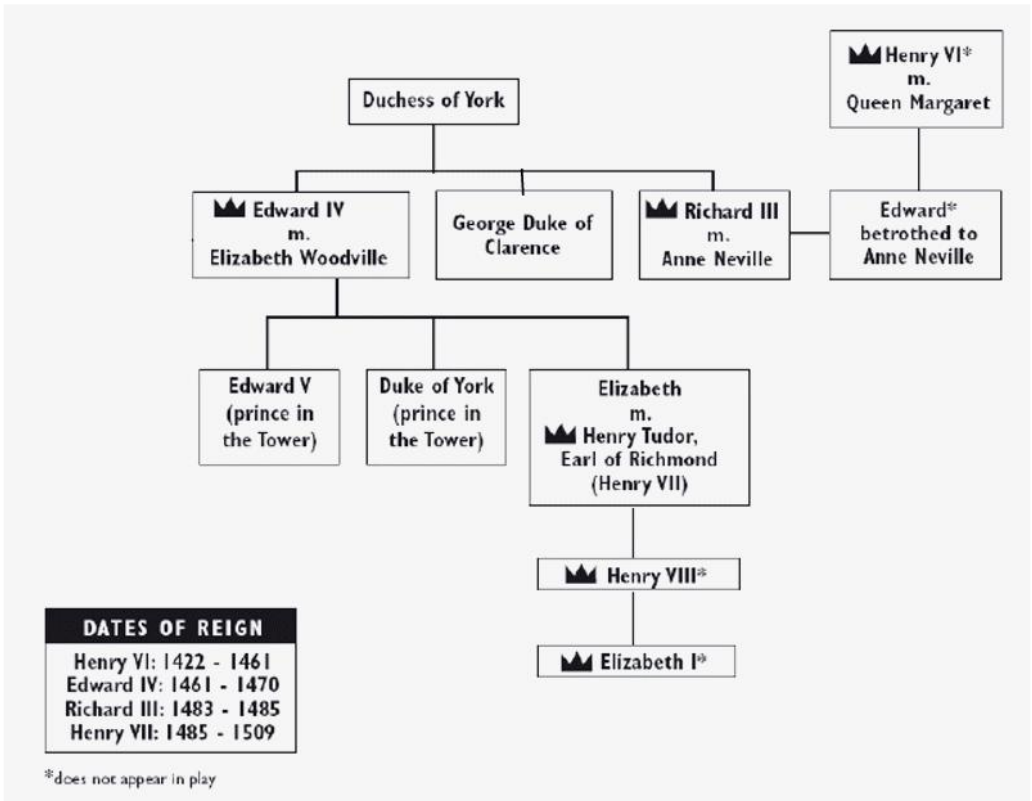 Henry VI*
m.
Queen Margaret
Duchess of York
Edward IV
m.
Elizabeth Woodville
George Duke of
Clarence
Richard III
m.
Anne Neville
Edward*
betrothed to
Anne Neville
Edward V
(prince in
the Tower)
Duke of York
(prince in
the Tower)
Elizabeth
m.
Henry Tudor,
Earl of Richmond
(Henry VII)
Henry VIII*
Elizabeth I*
DATES OF REIGN
Henry VI: 1422 - 1461
Edward IV: 1461 - 1470
Richard III: 1483 - 1485
Henry VII: 1485 - 1509
*does not appear in play